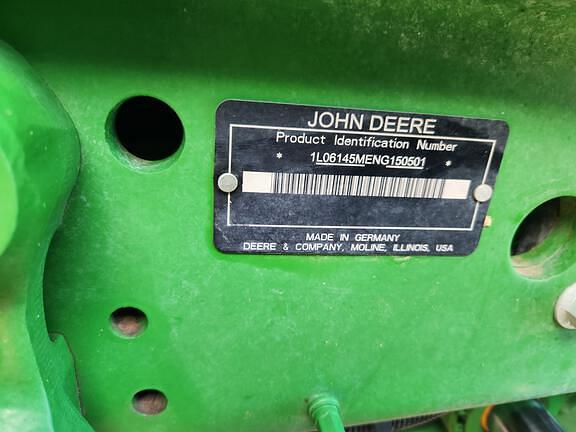 JOHN DEERE
Product Identification Number
* 1L06145MENG150501 *
MADE IN GERMANY
DEERE & COMPANY, MOLINE, ILLINOIS, USA